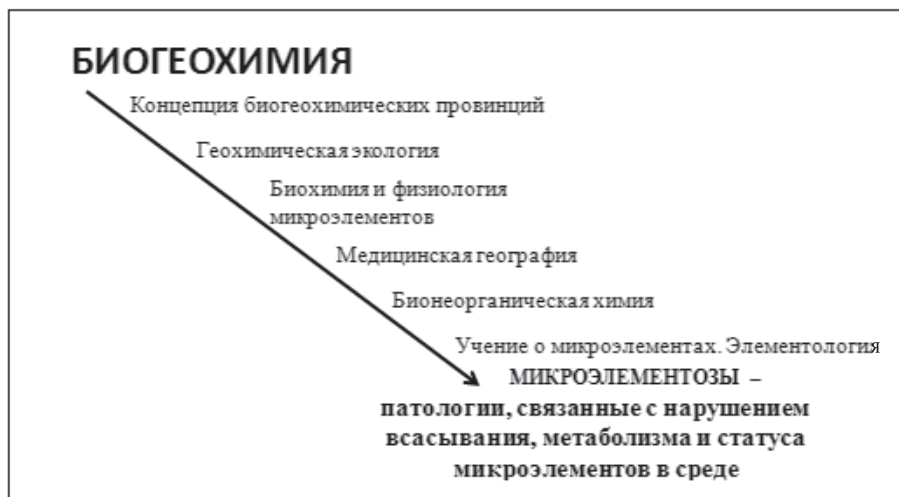 БИОГЕОХИМИЯ
Концепция биогеохимических провинций
Геохимическая экология
Биохимия и физиология
микроэлементов
Медицинская география
Бионеорганическая химия
Учение о микроэлементах. Элементология
МИКРОЭЛЕМЕНТОЗЫ –
патологии, связанные с нарушением
всасывания, метаболизма и статуса
микроэлементов в среде